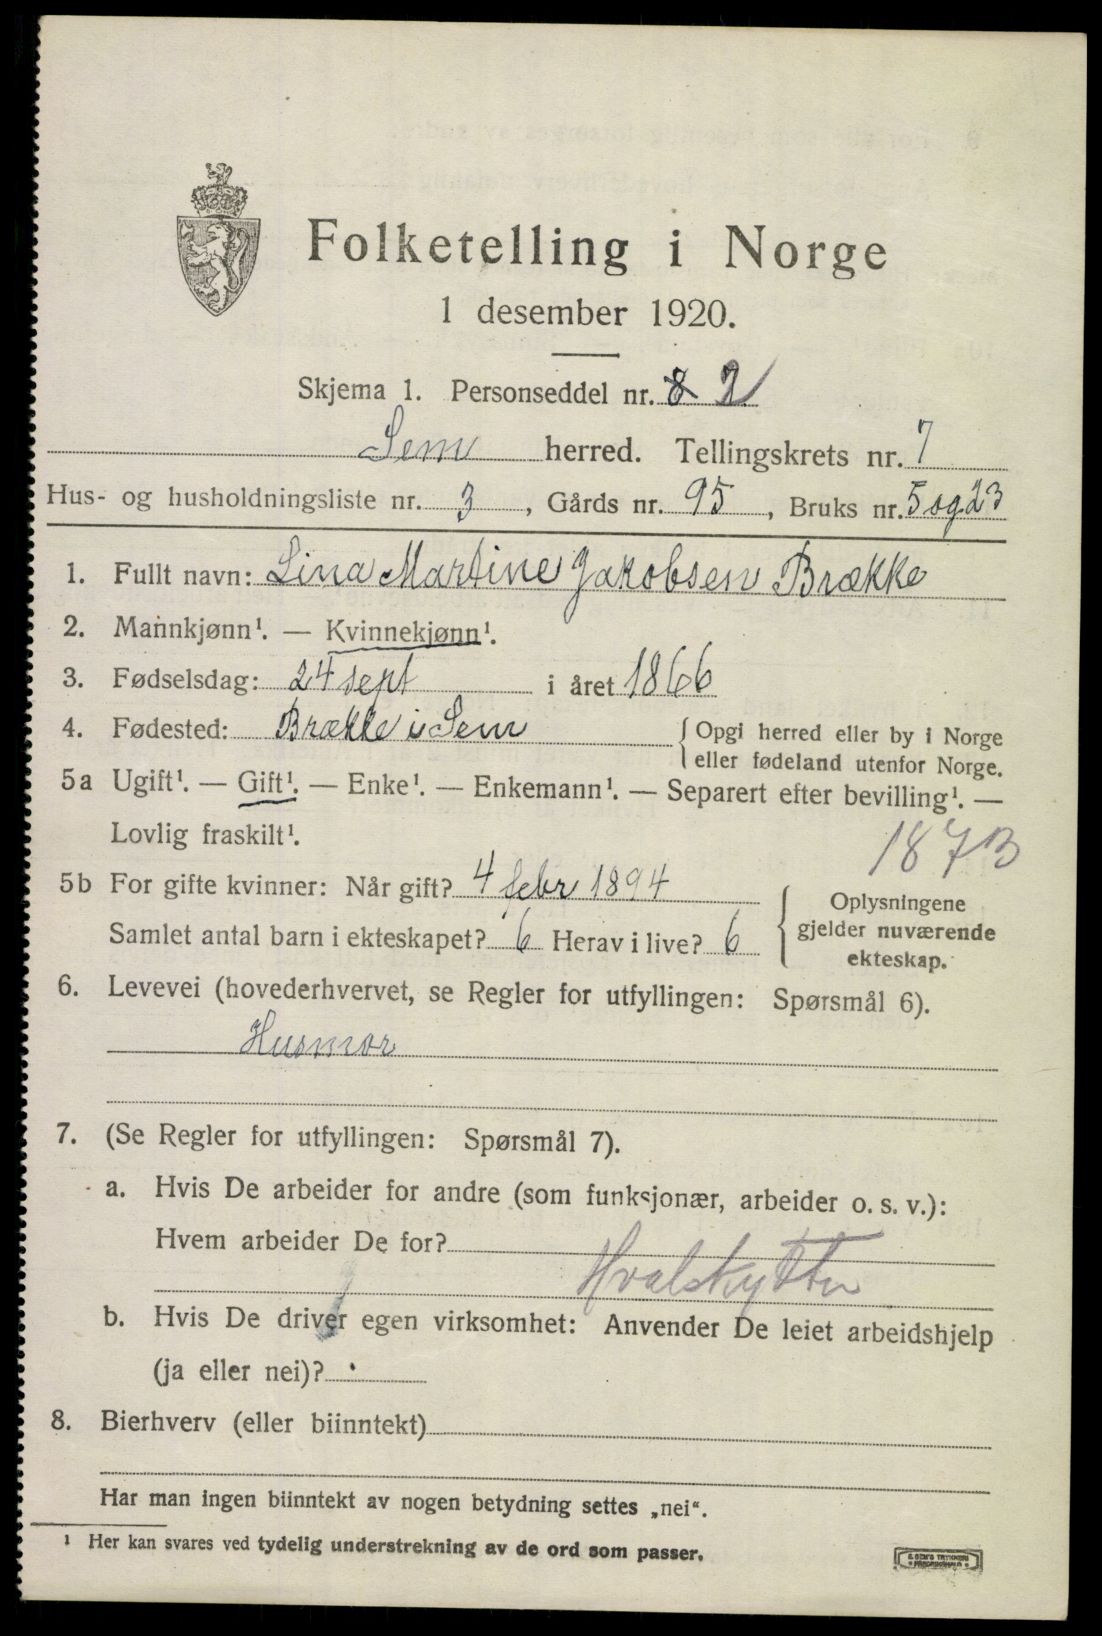 Folketelling i Norge
1 desember 1920.
Skjema 1. Personseddel nr. 8 2
Sem herred. Tellingskrets nr. 7
Hus- og husholdningsliste nr. 3, Gårds nr. 95, Bruks nr. 5 og 23
1. Fullt navn: Lina Martine Jakobsen Brække
2. Mannkjønn¹. — Kvinnekjønn¹.
3. Fødselsdag: 24 sept i året 1866
4. Fødested: Brække i Sem {Opgi herred eller by i Norge
eller fødeland utenfor Norge.
5a Ugift¹. — Gift¹. — Enke¹. — Enkemann¹. — Separert efter bevilling¹. —
Lovlig fraskilt¹.
1873
5b For gifte kvinner: Når gift? 4 febr 1894
Samlet antal barn i ekteskapet? 6 Herav i live? 6
{Oplysningene
gjelder nuværende
ekteskap.
6. Levevei (hovederhvervet, se Regler for utfyllingen: Spørsmål 6).
Husmor
7. (Se Regler for utfyllingen: Spørsmål 7).
a. Hvis De arbeider for andre (som funksjonær, arbeider o. s. v.):
Hvem arbeider De for?
Hvalskytter
b. Hvis De driver egen virksomhet: Anvender De leiet arbeidshjelp
(ja eller nei)?
8. Bierhverv (eller biinntekt)
Har man ingen biinntekt av nogen betydning settes „nei“.
¹ Her kan svares ved tydelig understrekning av de ord som passer.